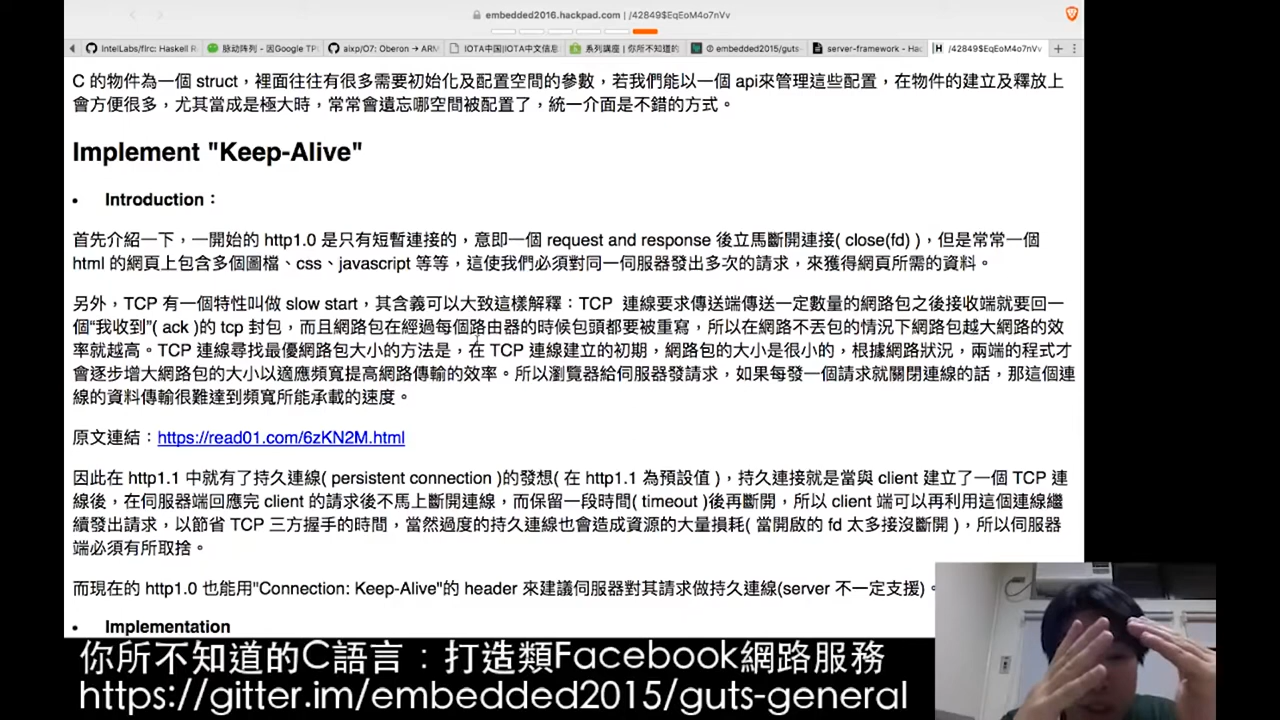 embedded2016.hackpad.com | /42849$EqEoM4o7nVv
IntelLabs/flrc: Haskell R
脉动阵列 - 因Google TP
aixp/O7: Oberon → ARM
IOTA中国|IOTA中文信息
系列講座 | 你所不知道的
embedded2015/guts-
server-framework - Hac
/42849$EqEoM4o7nVv
C 的物件為一個 struct，裡面往往有很多需要初始化及配置空間的參數，若我們能以一個 api來管理這些配置，在物件的建立及釋放上
會方便很多，尤其當成是極大時，常常會遺忘哪空間被配置了，統一介面是不錯的方式。
Implement "Keep-Alive"
• Introduction：
首先介紹一下，一開始的 http1.0 是只有短暫連接的，意即一個 request and response 後立馬斷開連接( close(fd) )，但是常常一個
html 的網頁上包含多個圖檔、css、javascript 等等，這使我們必須對同一伺服器發出多次的請求，來獲得網頁所需的資料。
另外，TCP 有一個特性叫做 slow start，其含義可以大致這樣解釋：TCP 連線要求傳送端傳送一定數量的網路包之後接收端就要回一
個“我收到”( ack )的 tcp 封包，而且網路包在經過每個路由器的時候包頭都要被重寫，所以在網路不丟包的情況下網路包越大網路的效
率就越高。TCP 連線尋找最優網路包大小的方法是，在 TCP 連線建立的初期，網路包的大小是很小的，根據網路狀況，兩端的程式才
會逐步增大網路包的大小以適應頻寬提高網路傳輸的效率。所以瀏覽器給伺服器發請求，如果每發一個請求就關閉連線的話，那這個連
線的資料傳輸很難達到頻寬所能承載的速度。
原文連結：https://read01.com/6zKN2M.html
因此在 http1.1 中就有了持久連線( persistent connection )的發想( 在 http1.1 為預設值 )，持久連接就是當與 client 建立了一個 TCP 連
線後，在伺服器端回應完 client 的請求後不馬上斷開連線，而保留一段時間( timeout )後再斷開，所以 client 端可以再利用這個連線繼
續發出請求，以節省 TCP 三方握手的時間，當然過度的持久連線也會造成資源的大量損耗( 當開啟的 fd 太多接沒斷開 )，所以伺服器
端必須有所取捨。
而現在的 http1.0 也能用"Connection: Keep-Alive"的 header 來建議伺服器對其請求做持久連線(server 不一定支援)。
• Implementation
你所不知道的C語言：打造類Facebook網路服務
https://gitter.im/embedded2015/guts-general